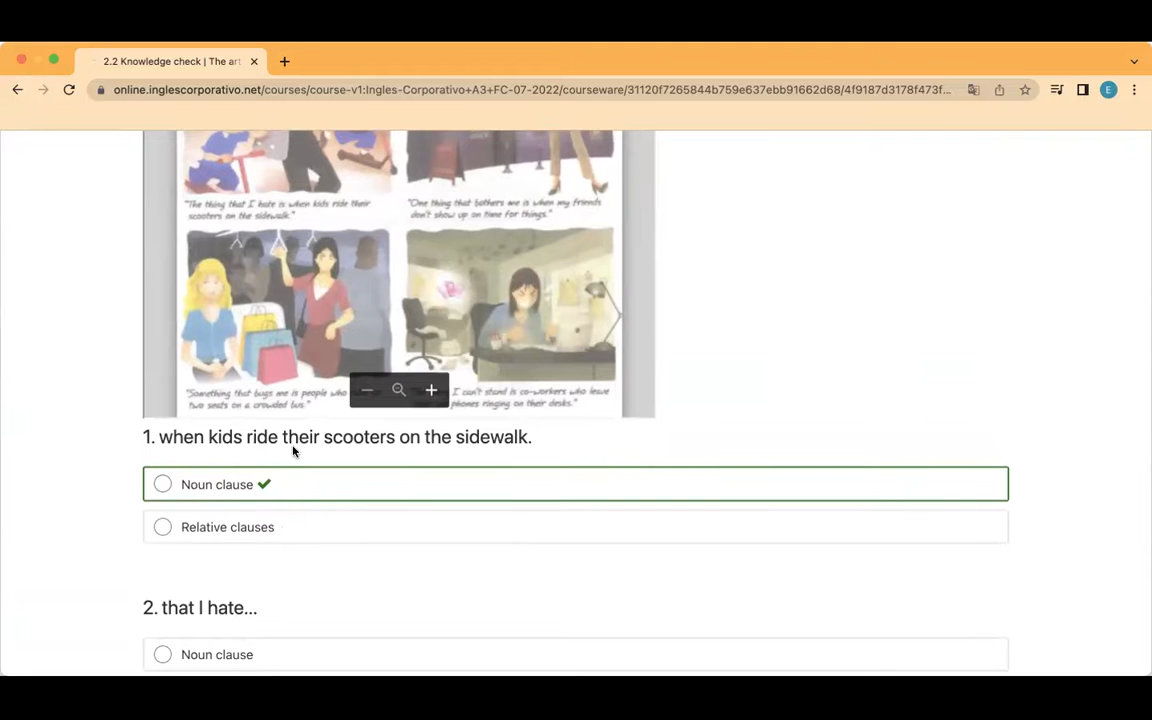 2.2 Knowledge check | The art
online.inglescorporativo.net/courses/course-v1:Ingles-Corporativo+A3+FC-07-2022/courseware/31120f7265844b759e637ebb91662d68/4f9187d3178f473f...
E
"The thing that I hate is when kids ride their
scooters on the sidewalk."
"One thing that bothers me is when my friends
don't show up on time for things."
"Something that bugs me is people who
two seats on a crowded bus."
I can't stand is co-workers who leave
phones ringing on their desks."
1. when kids ride their scooters on the sidewalk.
Noun clause
Relative clauses
2. that I hate...
Noun clause